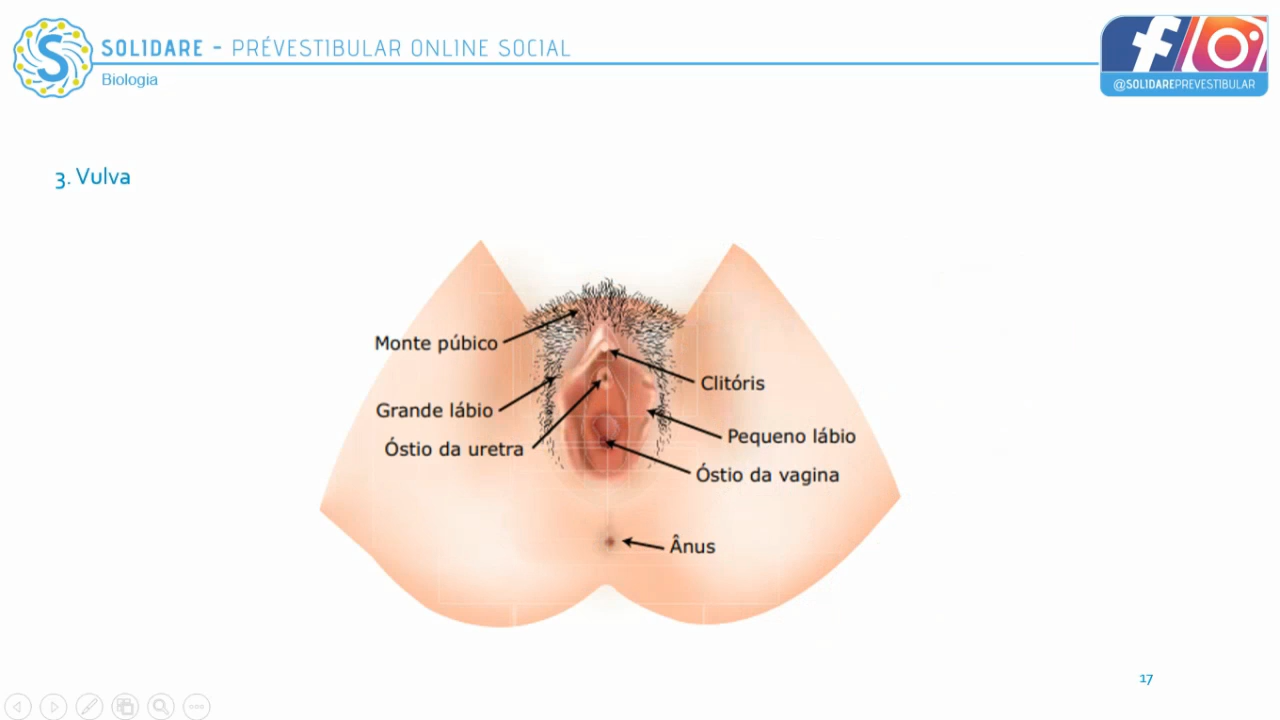 SOLIDARE - PRÉVESTIBULAR ONLINE SOCIAL
Biologia
@SOLIDAREPREVESTIBULAR
3. Vulva
Monte púbico
Clitóris
Grande lábio
Pequeno lábio
Óstio da uretra
Óstio da vagina
Ânus
17